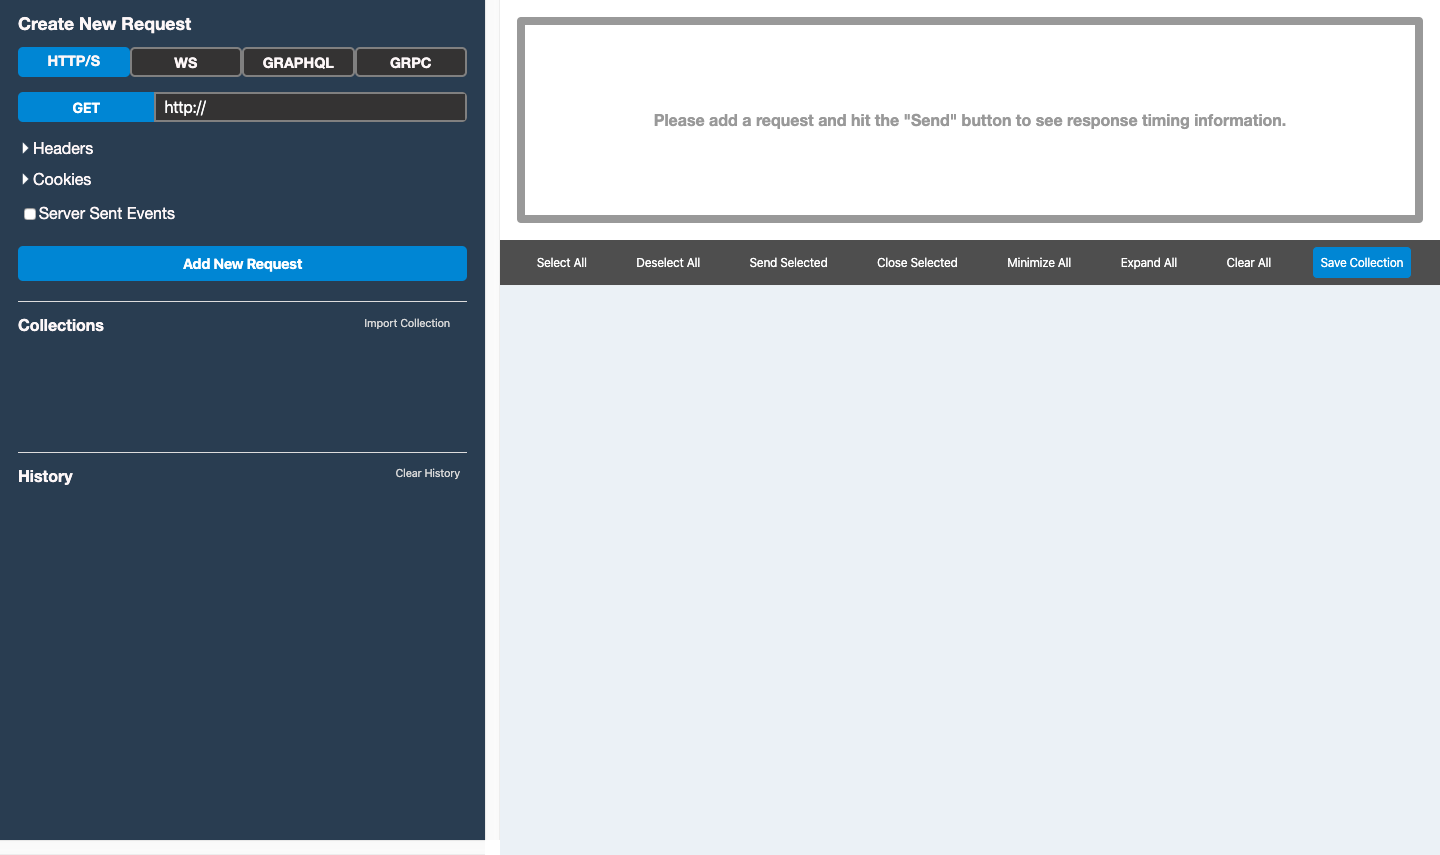 Create New Request
HTTP/S WS GRAPHQL GRPC
GET http://
Headers
Cookies
Server Sent Events
Add New Request
Collections Import Collection
History Clear History
Please add a request and hit the "Send" button to see response timing information.
Select All Deselect All Send Selected Close Selected Minimize All Expand All Clear All Save Collection